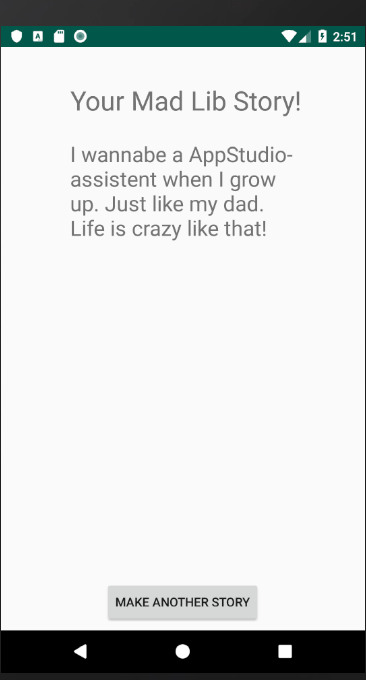 2:51
Your Mad Lib Story!
I wannabe a AppStudio-
assistent when I grow
up. Just like my dad.
Life is crazy like that!
MAKE ANOTHER STORY